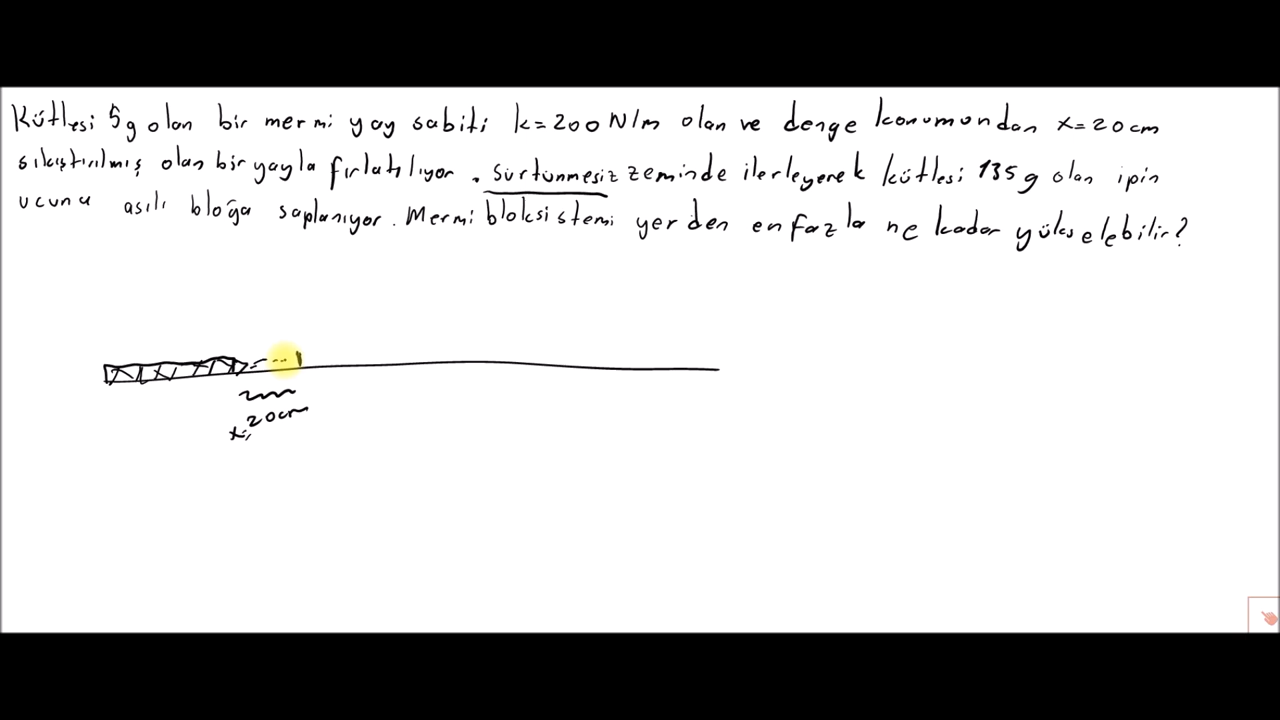 Kütlesi 5g olan bir mermi yay sabiti k=200 N/m olan ve denge konumundan x=20cm
sıkıştırılmış olan bir yayla fırlatılıyor. Sürtünmesiz zeminde ilerleyerek kütlesi 135g olan ipin
ucuna asılı bloğa saplanıyor. Mermi blok sistemi yerden en fazla ne kadar yükselebilir?
x=20cm